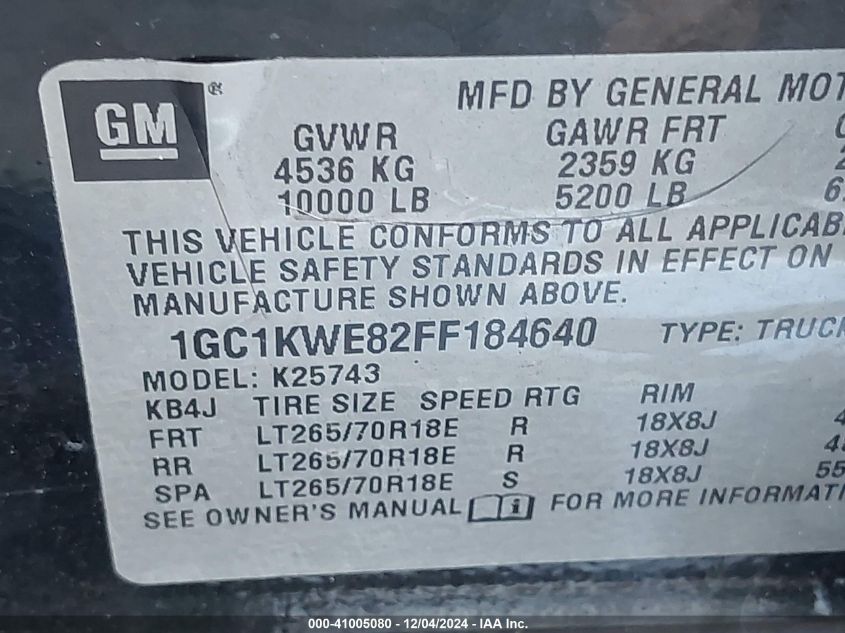 GM®
MFD BY GENERAL MOT
GVWR GAWR FRT
4536 KG 2359 KG
10000 LB 5200 LB
THIS VEHICLE CONFORMS TO ALL APPLICAB
VEHICLE SAFETY STANDARDS IN EFFECT ON
MANUFACTURE SHOWN ABOVE.
1GC1KWE82FF184640 TYPE: TRUCK
MODEL: K25743
KB4J TIRE SIZE SPEED RTG RIM
FRT LT265/70R18E R 18X8J
RR LT265/70R18E R 18X8J
SPA LT265/70R18E S 18X8J 55
SEE OWNER'S MANUAL i FOR MORE INFORMATI
000-41005080 - 12/04/2024 - IAA Inc.